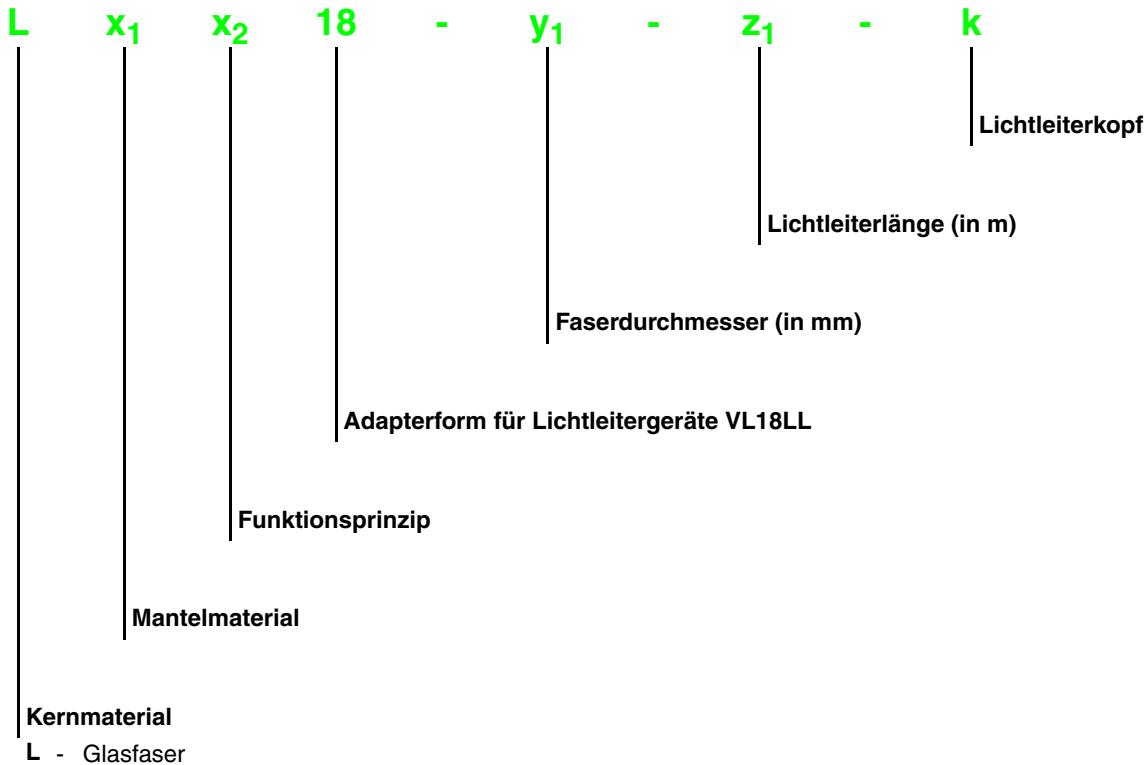 L x₁ x₂ 18 - y₁ - z₁ - k
Lichtleiterkopf
Lichtleiterlänge (in m)
Faserdurchmesser (in mm)
Adapterform für Lichtleitergeräte VL18LL
Funktionsprinzip
Mantelmaterial
Kernmaterial
L - Glasfaser